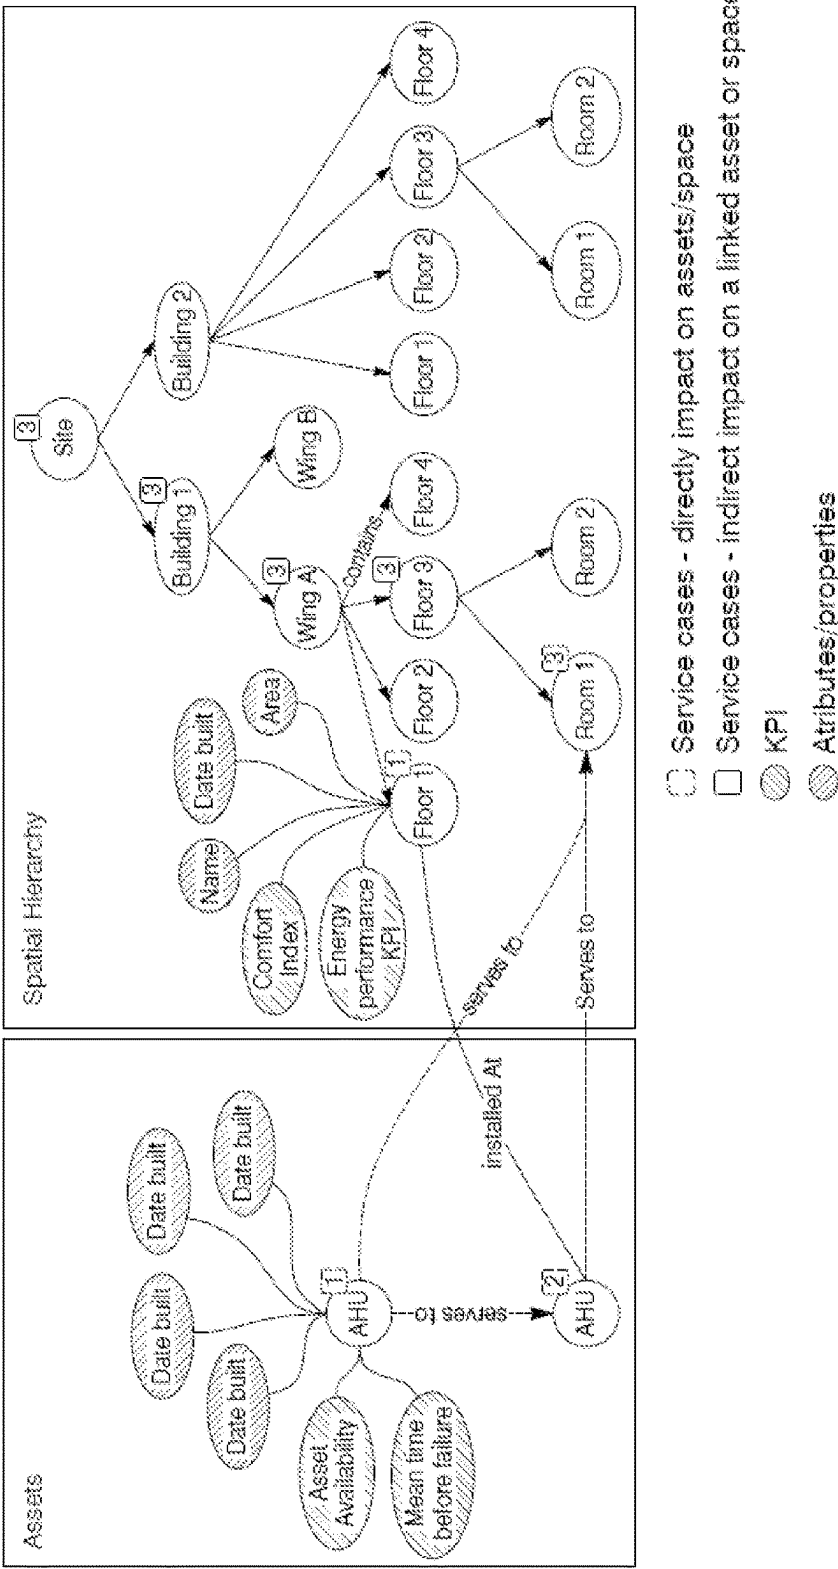 Assets
Date built
Date built
Date built
Date built
Asset
Availability
Mean time
before failure
AHU
1
serves to
AHU
2
installed At
serves to
Serves to
Spatial Hierarchy
Site
3
Building 1
3
Building 2
Wing A
3
Wing B
Name
Date built
Area
Comfort
Index
Energy
performance
KPI
contains
Floor 1
1
Floor 2
Floor 3
3
Floor 4
Floor 1
Floor 2
Floor 3
Floor 4
Room 1
3
Room 2
Room 1
Room 2
Service cases - directly impact on assets/space
Service cases - indirect impact on a linked asset or space
KPI
Atributes/properties